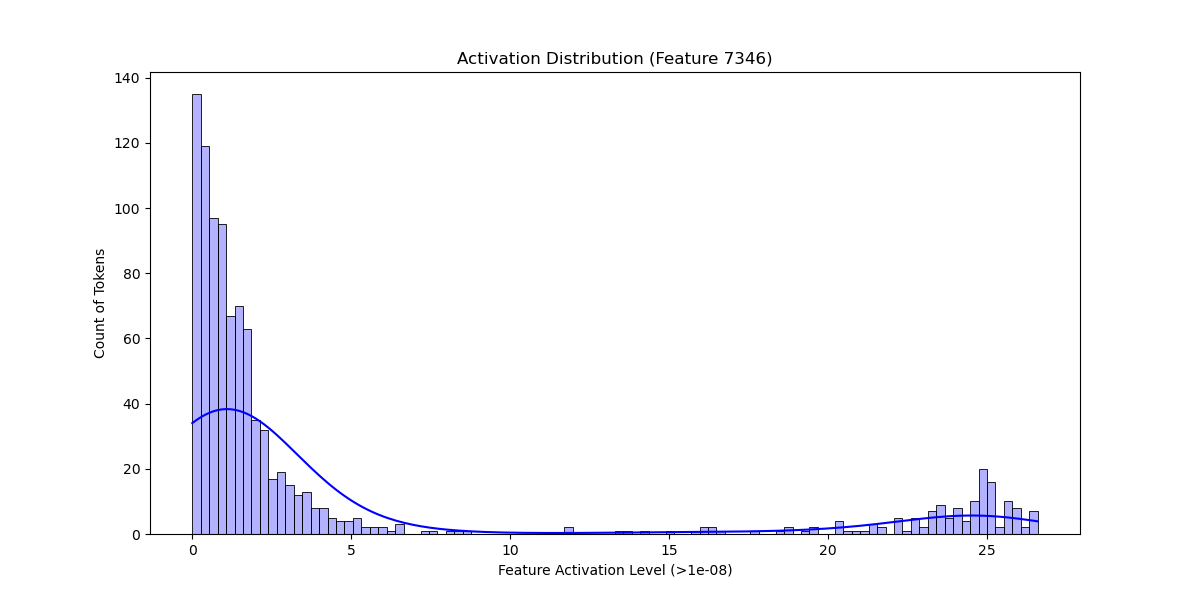 Activation Distribution (Feature 7346)
140
120
100
80
60
40
20
0
Count of Tokens
0 5 10 15 20 25
Feature Activation Level (>1e-08)